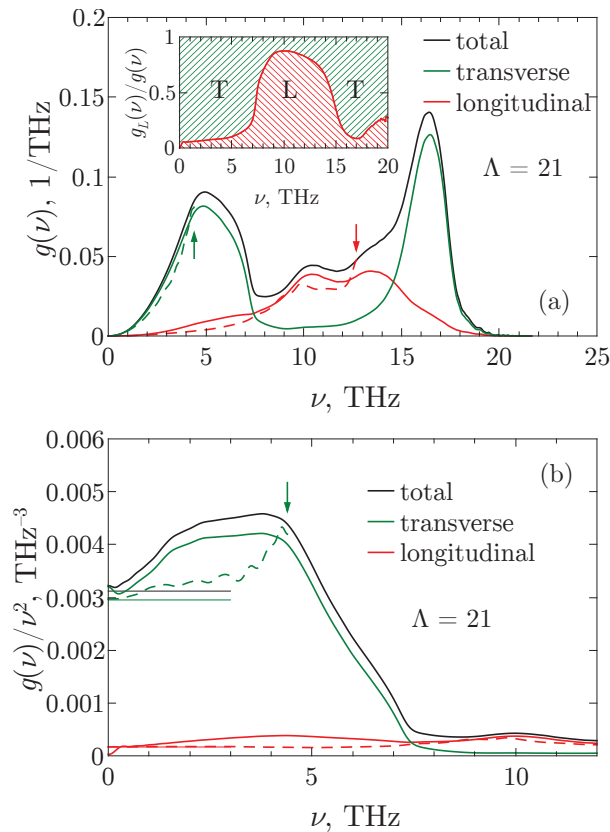 0.2
0.15
0.1
0.05
0
g(ν), 1/THz
1
0.5
0
g_L(ν)/g(ν)
T
L
T
0 5 10 15 20
ν, THz
total
transverse
longitudinal
Λ = 21
(a)
0 5 10 15 20 25
ν, THz
0.006
0.005
0.004
0.003
0.002
0.001
0
g(ν)/ν², THz⁻³
(b)
total
transverse
longitudinal
Λ = 21
0 5 10
ν, THz